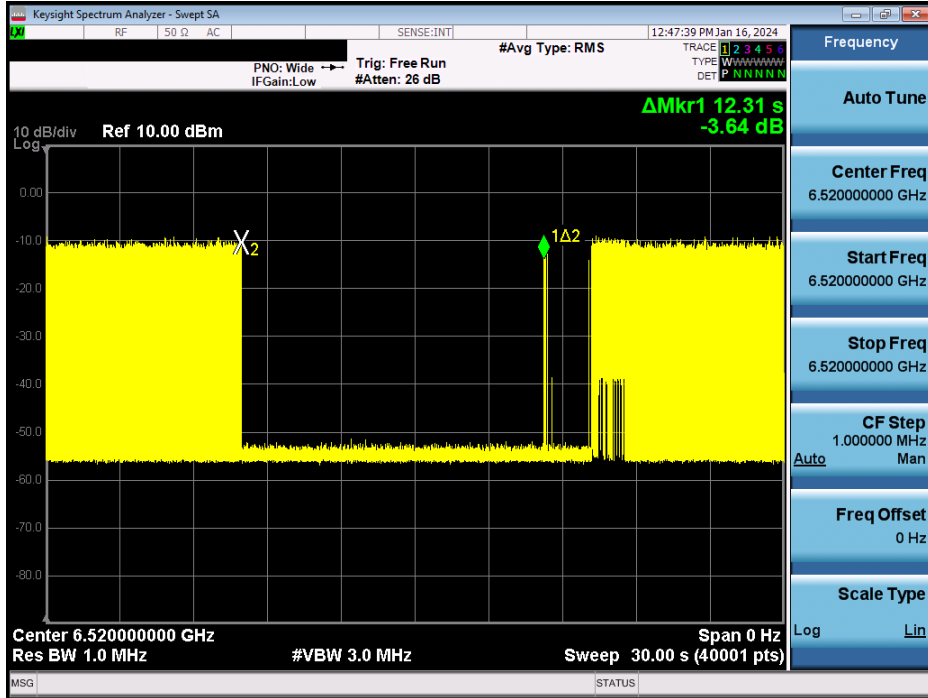 Keysight Spectrum Analyzer - Swept SA
LXI RF 50 Ω AC SENSE:INT 12:47:39 PM Jan 16, 2024
#Avg Type: RMS TRACE 1 2 3 4 5 6
PNO: Wide Trig: Free Run TYPE WWWWWW
IFGain:Low #Atten: 26 dB DET P N N N N N
ΔMkr1 12.31 s
-3.64 dB
10 dB/div Ref 10.00 dBm
Log
0.00
-10.0
-20.0
-30.0
-40.0
-50.0
-60.0
-70.0
-80.0
X2
1Δ2
Center 6.520000000 GHz Span 0 Hz
Res BW 1.0 MHz #VBW 3.0 MHz Sweep 30.00 s (40001 pts)
MSG STATUS
Frequency
Auto Tune
Center Freq
6.520000000 GHz
Start Freq
6.520000000 GHz
Stop Freq
6.520000000 GHz
CF Step
1.000000 MHz
Auto Man
Freq Offset
0 Hz
Scale Type
Log Lin